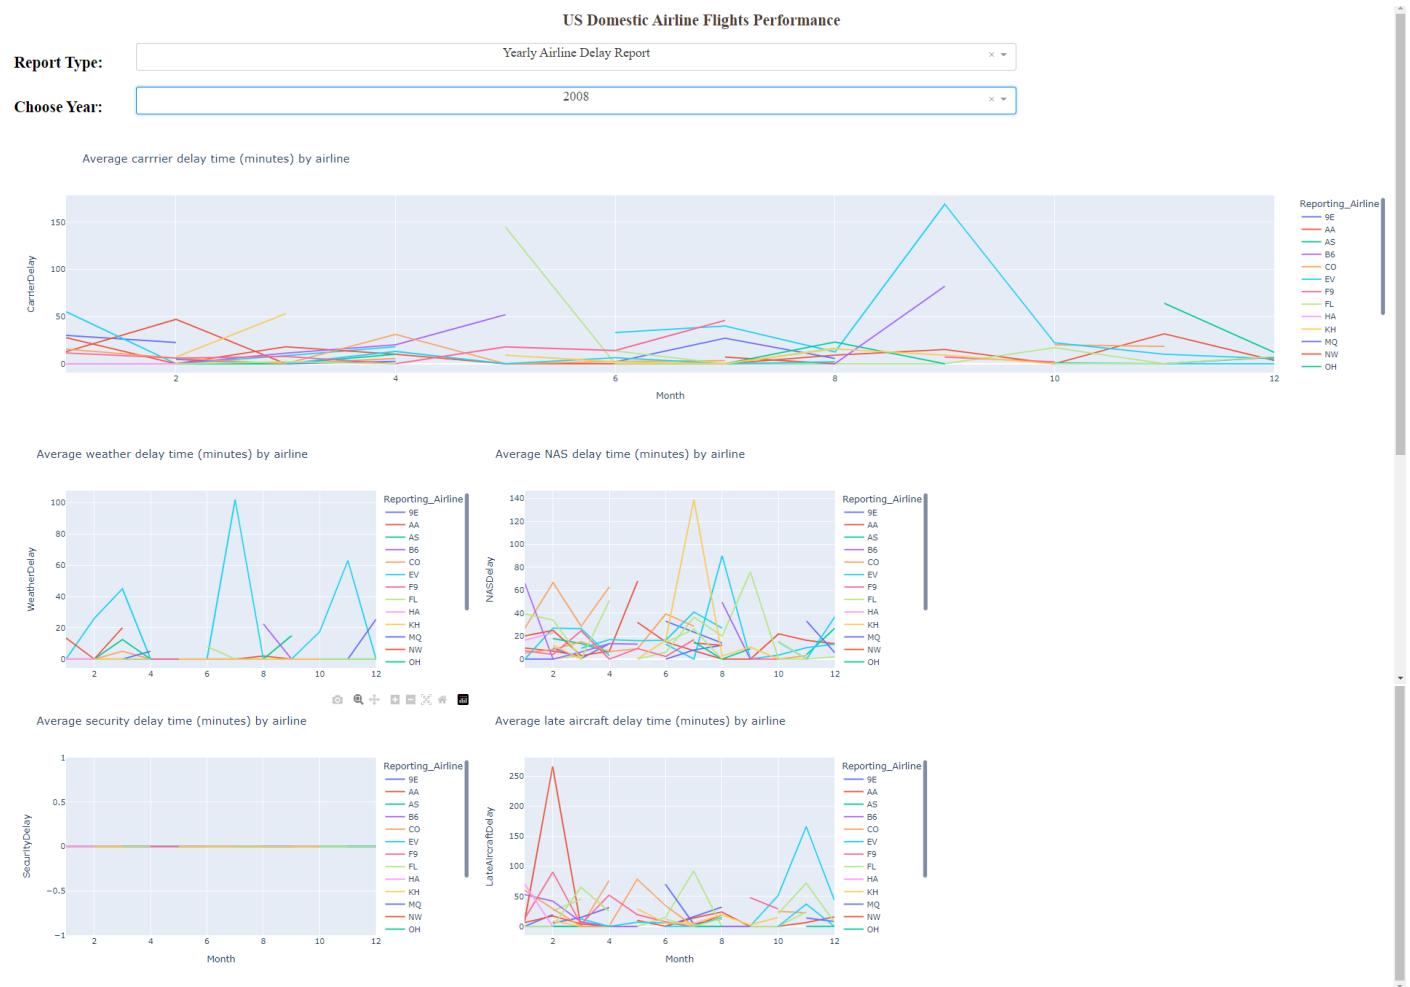 US Domestic Airline Flights Performance
Report Type:
Yearly Airline Delay Report
Choose Year:
2008
Average carrrier delay time (minutes) by airline
CarrierDelay
150
100
50
0
2
4
6
8
10
12
Month
Reporting_Airline
9E
AA
AS
B6
CO
EV
F9
FL
HA
KH
MQ
NW
OH
Average weather delay time (minutes) by airline
WeatherDelay
100
80
60
40
20
0
2
4
6
8
10
12
Reporting_Airline
9E
AA
AS
B6
CO
EV
F9
FL
HA
KH
MQ
NW
OH
Average NAS delay time (minutes) by airline
NASDelay
140
120
100
80
60
40
20
0
2
4
6
8
10
12
Reporting_Airline
9E
AA
AS
B6
CO
EV
F9
FL
HA
KH
MQ
NW
OH
Average security delay time (minutes) by airline
SecurityDelay
1
0.5
0
−0.5
−1
2
4
6
8
10
12
Month
Reporting_Airline
9E
AA
AS
B6
CO
EV
F9
FL
HA
KH
MQ
NW
OH
Average late aircraft delay time (minutes) by airline
LateAircraftDelay
250
200
150
100
50
0
2
4
6
8
10
12
Month
Reporting_Airline
9E
AA
AS
B6
CO
EV
F9
FL
HA
KH
MQ
NW
OH